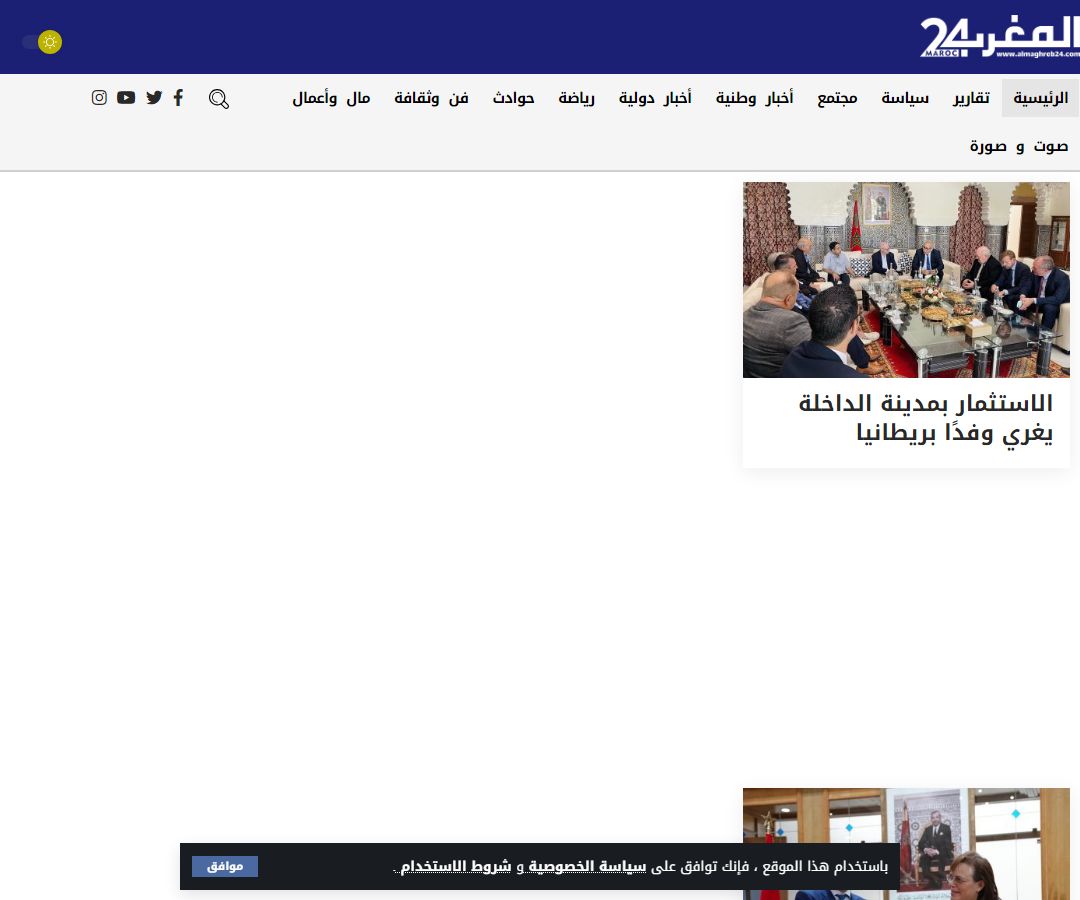 المغرب 24
MAROC
www.almaghreb24.com
الرئيسية تقارير سياسة مجتمع أخبار وطنية أخبار دولية رياضة حوادث فن وثقافة مال وأعمال
صوت و صورة
الاستثمار بمدينة الداخلة
يغري وفدًا بريطانيا
باستخدام هذا الموقع ، فإنك توافق على سياسة الخصوصية و شروط الاستخدام .
موافق